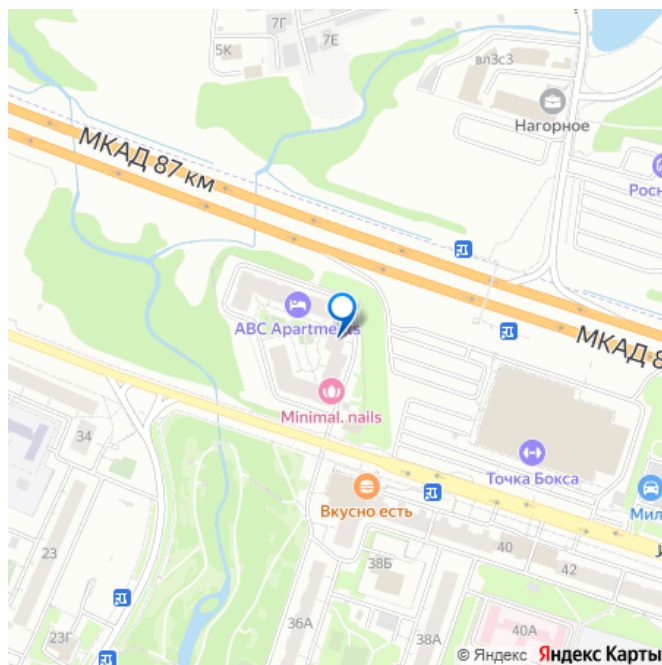 7Г
7Е
5К
вл3с3
Нагорное
МКАД 87 км
Росн
ABC Apartments
МКАД 8
Minimal. nails
34
Точка Бокса
Вкусно есть
Мил
23
40
42
38Б
23Г
36А
38А
40А
© Яндекс Яндекс Карты